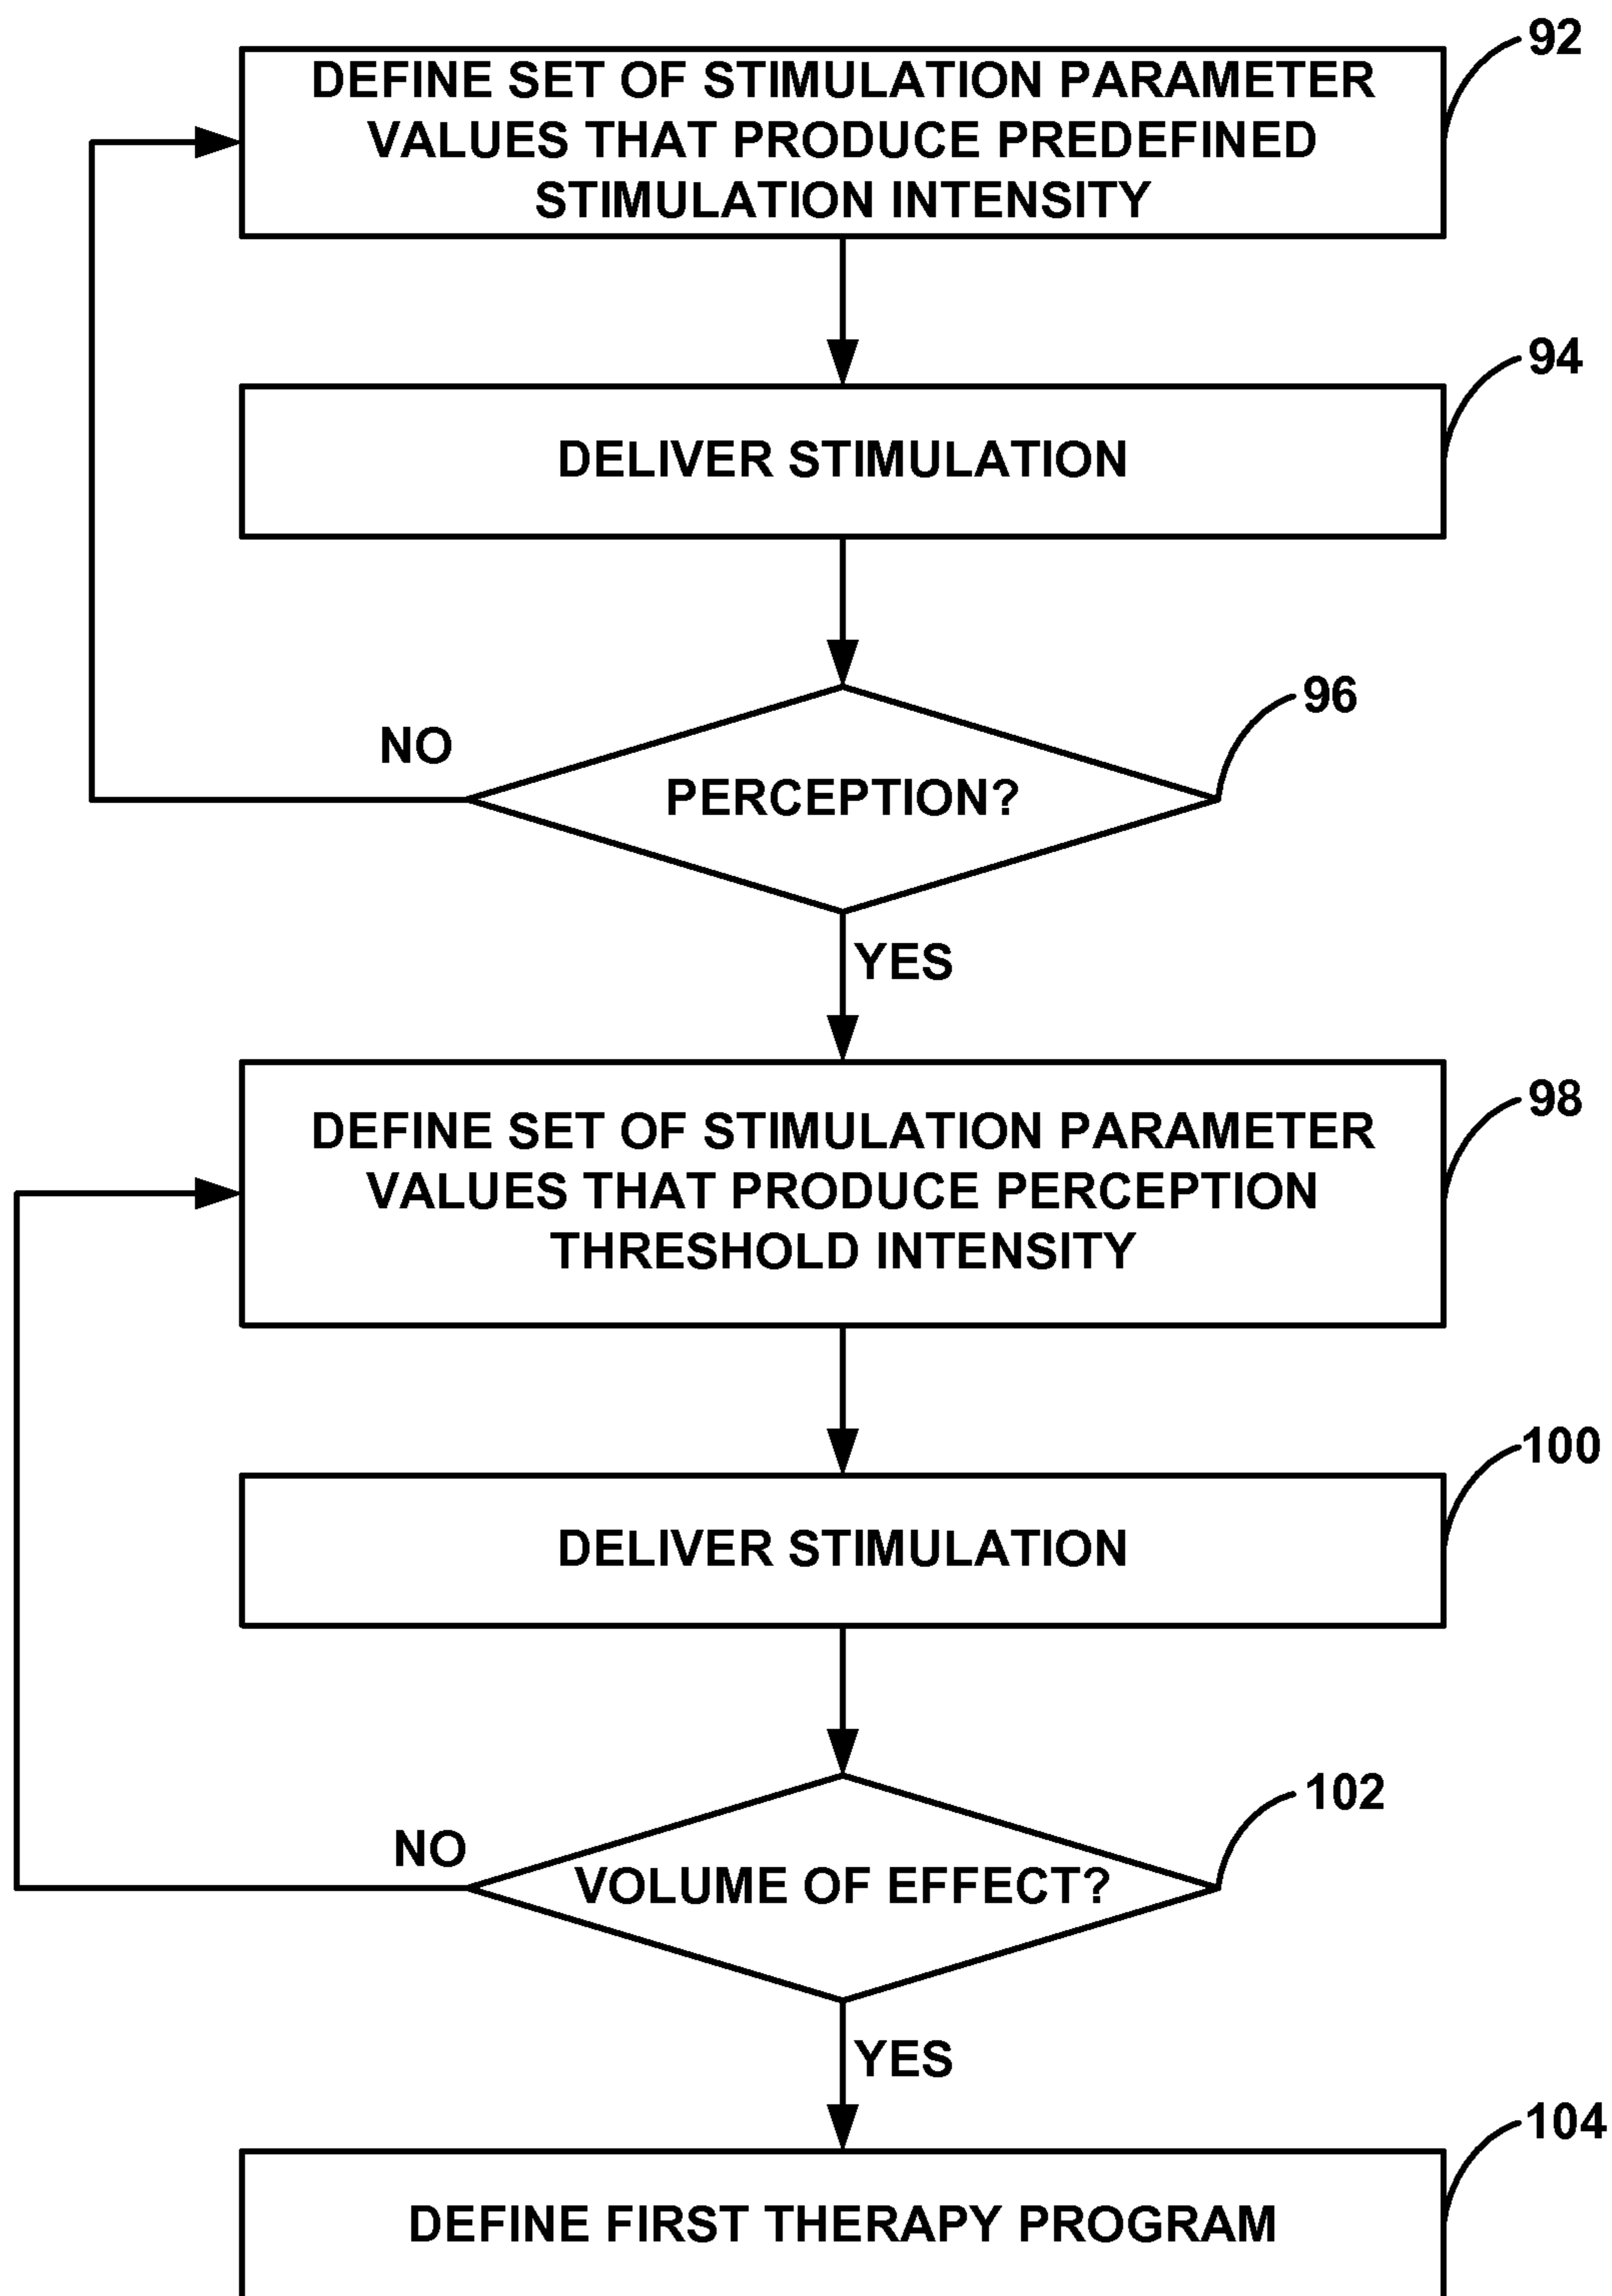 92
DEFINE SET OF STIMULATION PARAMETER
VALUES THAT PRODUCE PREDEFINED
STIMULATION INTENSITY
94
DELIVER STIMULATION
96
NO
PERCEPTION?
YES
98
DEFINE SET OF STIMULATION PARAMETER
VALUES THAT PRODUCE PERCEPTION
THRESHOLD INTENSITY
100
DELIVER STIMULATION
102
NO
VOLUME OF EFFECT?
YES
104
DEFINE FIRST THERAPY PROGRAM